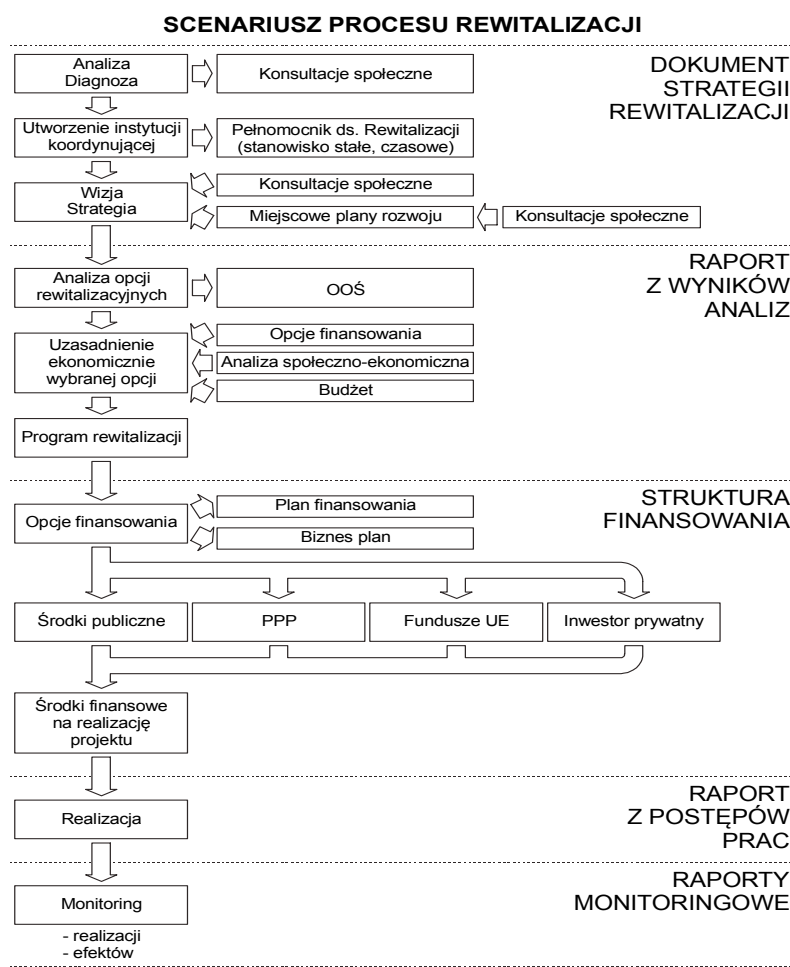 SCENARIUSZ PROCESU REWITALIZACJI
Analiza
Diagnoza
Konsultacje społeczne
DOKUMENT
STRATEGII
REWITALIZACJI
Utworzenie instytucji
koordynującej
Pełnomocnik ds. Rewitalizacji
(stanowisko stałe, czasowe)
Wizja
Strategia
Konsultacje społeczne
Miejscowe plany rozwoju
Konsultacje społeczne
RAPORT
Z WYNIKÓW
ANALIZ
Analiza opcji
rewitalizacyjnych
OOŚ
Uzasadnienie
ekonomicznie
wybranej opcji
Opcje finansowania
Analiza społeczno-ekonomiczna
Budżet
Program rewitalizacji
STRUKTURA
FINANSOWANIA
Opcje finansowania
Plan finansowania
Biznes plan
Środki publiczne
PPP
Fundusze UE
Inwestor prywatny
Środki finansowe
na realizację
projektu
RAPORT
Z POSTĘPÓW
PRAC
Realizacja
RAPORTY
MONITORINGOWE
Monitoring
- realizacji
- efektów